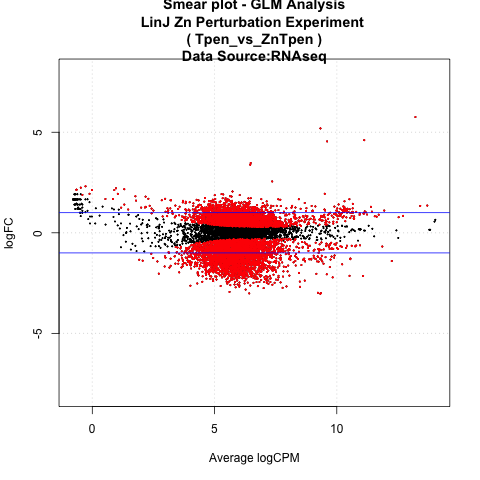 Smear plot - GLM Analysis
LinJ Zn Perturbation Experiment
( Tpen_vs_ZnTpen )
Data Source:RNAseq
logFC
5
0
-5
0
5
10
Average logCPM